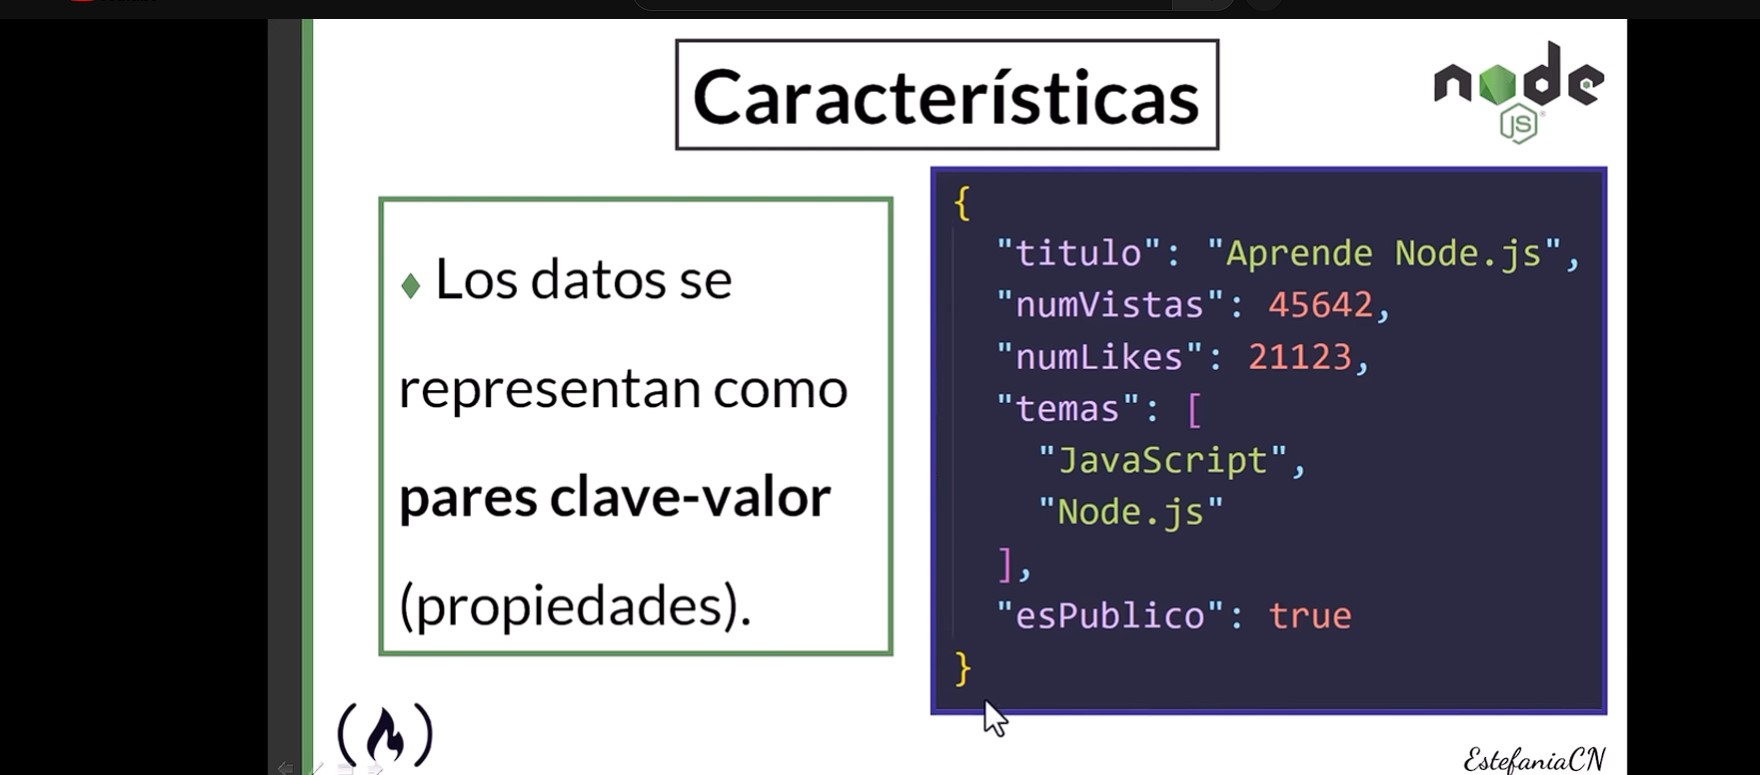 Características
node
JS
♦ Los datos se
representan como
pares clave-valor
(propiedades).
{
"titulo": "Aprende Node.js",
"numVistas": 45642,
"numLikes": 21123,
"temas": [
"JavaScript",
"Node.js"
],
"esPublico": true
}
EstefaniaCN